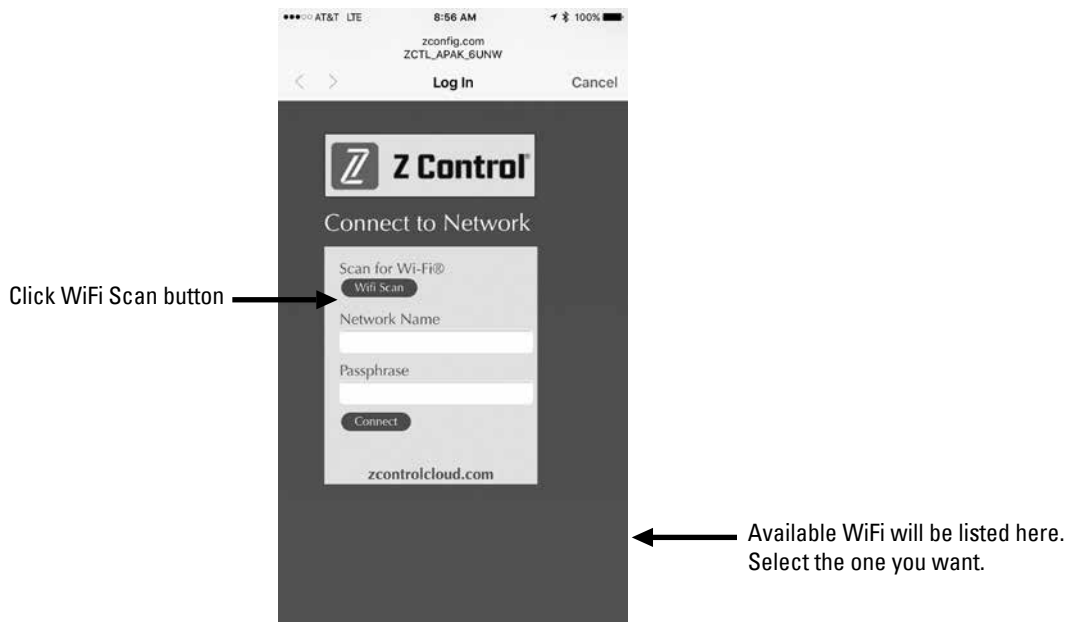 AT&T LTE 8:56 AM 100%
zconfig.com
ZCTL_APAK_6UNW
< > Log In Cancel
Z Control®
Connect to Network
Scan for Wi-Fi®
Click WiFi Scan button
Wifi Scan
Network Name
Passphrase
Connect
zcontrolcloud.com
Available WiFi will be listed here.
Select the one you want.